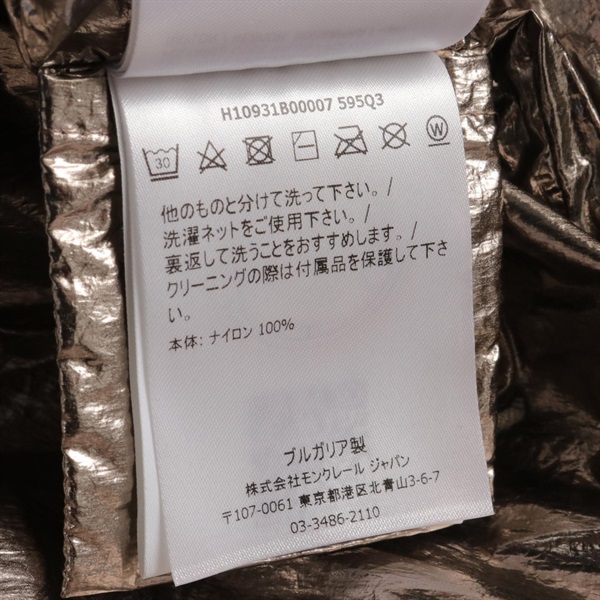 H10931B00007 595Q3
30 W
他のものと分けて洗って下さい。/
洗濯ネットをご使用下さい。/
裏返して洗うことをおすすめします。/
クリーニングの際は付属品を保護して下さ
い。
本体: ナイロン 100%
ブルガリア製
株式会社モンクレール ジャパン
〒107-0061 東京都港区北青山3-6-7
03-3486-2110